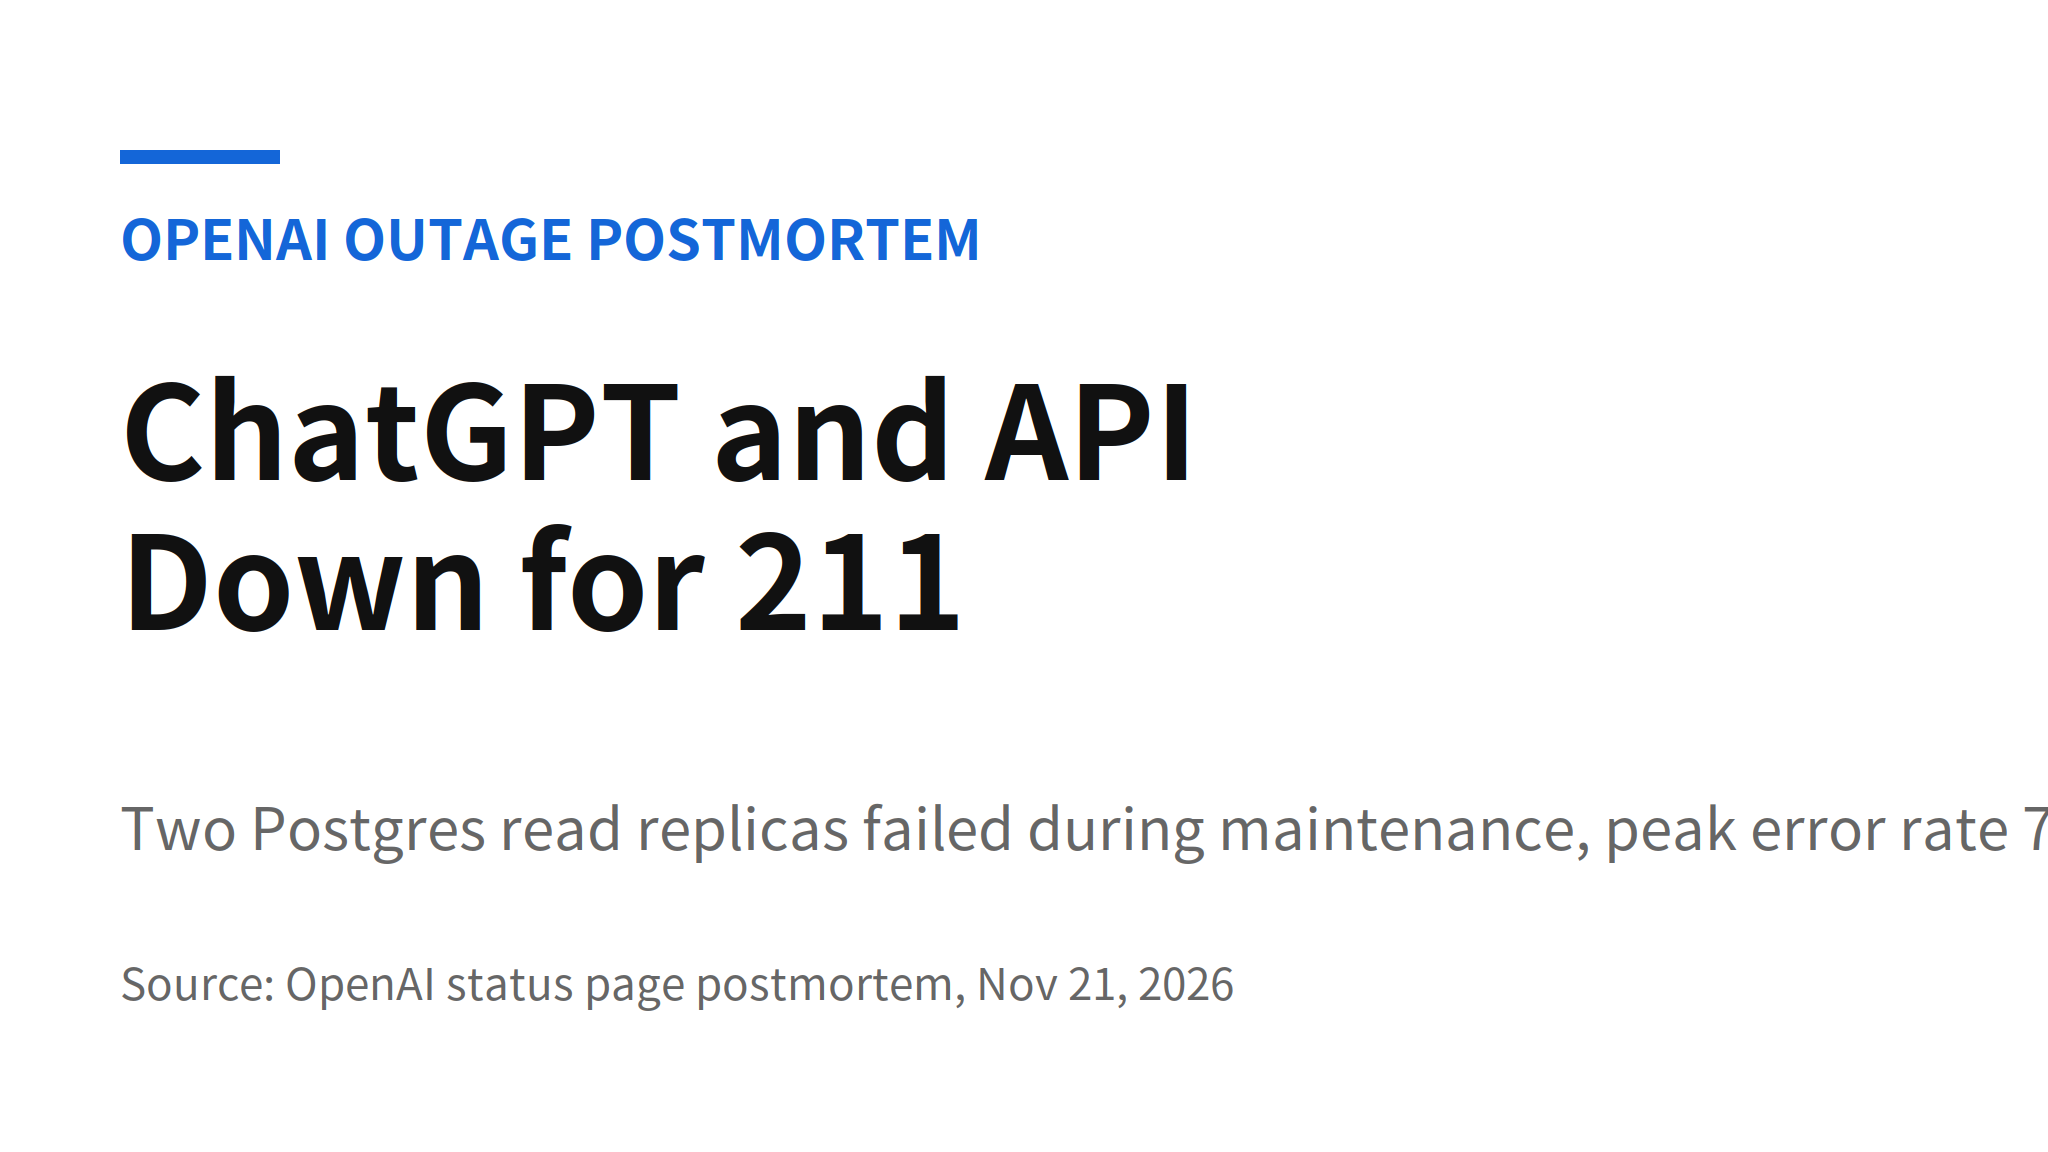 OPENAI OUTAGE POSTMORTEM
ChatGPT and API
Down for 211
Two Postgres read replicas failed during maintenance, peak error rate 7
Source: OpenAI status page postmortem, Nov 21, 2026